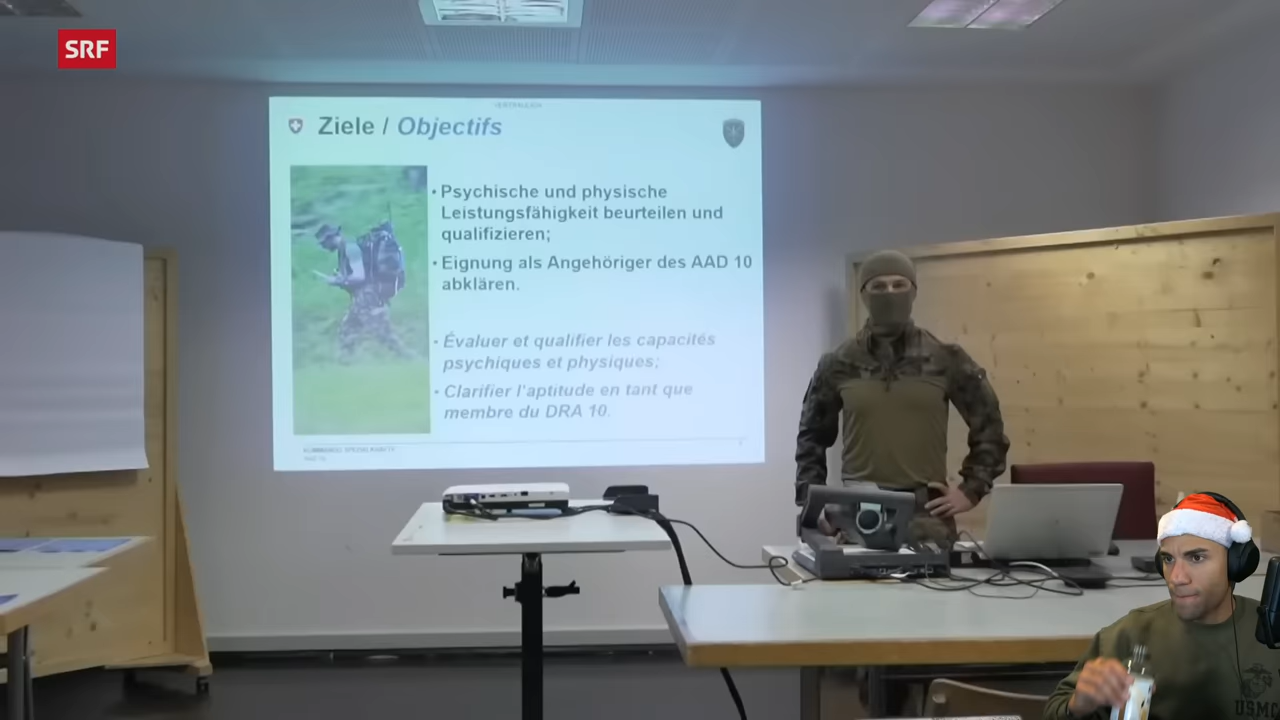 SRF
Ziele / Objectifs
• Psychische und physische
Leistungsfähigkeit beurteilen und
qualifizieren;
• Eignung als Angehöriger des AAD 10
abklären.
• Évaluer et qualifier les capacités
psychiques et physiques;
• Clarifier l'aptitude en tant que
membre du DRA 10.
USMC